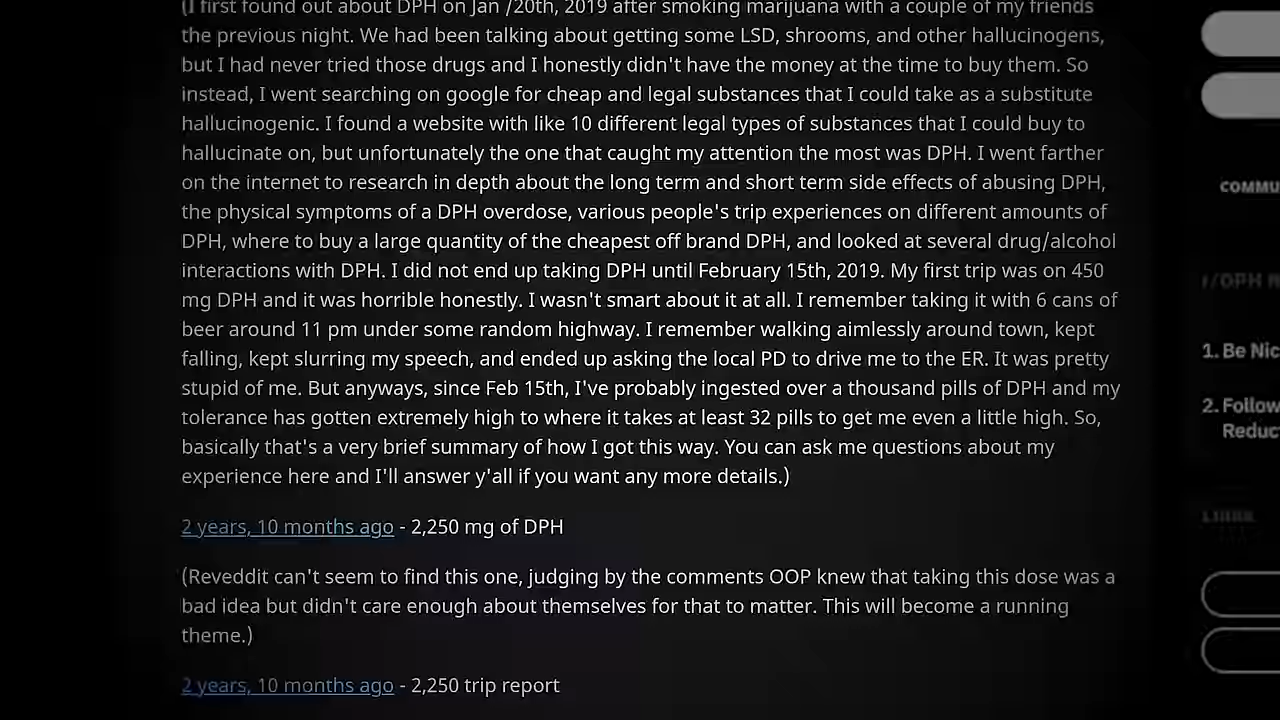 (I first found out about DPH on Jan /20th, 2019 after smoking marijuana with a couple of my friends
the previous night. We had been talking about getting some LSD, shrooms, and other hallucinogens,
but I had never tried those drugs and I honestly didn't have the money at the time to buy them. So
instead, I went searching on google for cheap and legal substances that I could take as a substitute
hallucinogenic. I found a website with like 10 different legal types of substances that I could buy to
hallucinate on, but unfortunately the one that caught my attention the most was DPH. I went farther
on the internet to research in depth about the long term and short term side effects of abusing DPH,
the physical symptoms of a DPH overdose, various people's trip experiences on different amounts of
DPH, where to buy a large quantity of the cheapest off brand DPH, and looked at several drug/alcohol
interactions with DPH. I did not end up taking DPH until February 15th, 2019. My first trip was on 450
mg DPH and it was horrible honestly. I wasn't smart about it at all. I remember taking it with 6 cans of
beer around 11 pm under some random highway. I remember walking aimlessly around town, kept
falling, kept slurring my speech, and ended up asking the local PD to drive me to the ER. It was pretty
stupid of me. But anyways, since Feb 15th, I've probably ingested over a thousand pills of DPH and my
tolerance has gotten extremely high to where it takes at least 32 pills to get me even a little high. So,
basically that's a very brief summary of how I got this way. You can ask me questions about my
experience here and I'll answer y'all if you want any more details.)
2 years, 10 months ago - 2,250 mg of DPH
(Reveddit can't seem to find this one, judging by the comments OOP knew that taking this dose was a
bad idea but didn't care enough about themselves for that to matter. This will become a running
theme.)
2 years, 10 months ago - 2,250 trip report
COMMU
r/DPH R
1. Be Nic
2. Follow
Reduc